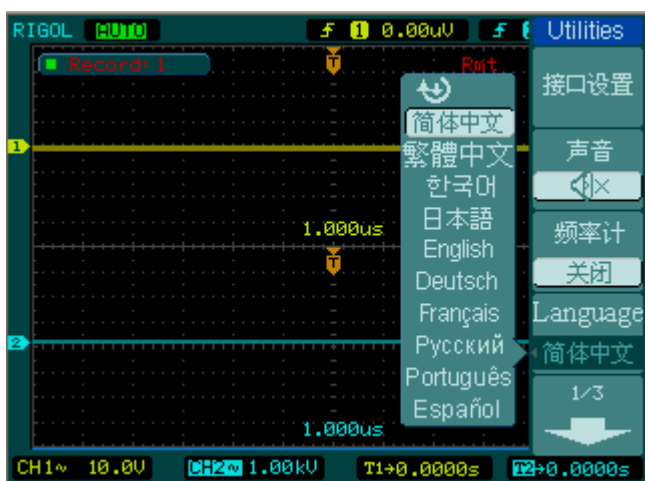 RIGOL AUTO 1 0.00uV Utilities
Record: 1 T Rmt
接口设置
简体中文
繁體中文
한국어
日本語
English
Deutsch
Français
Русский
Português
Español
声音
频率计
关闭
Language
简体中文
1/3
1
1.000us
T
2
1.000us
CH1~ 10.0V CH2~ 1.00kV T1→0.0000s T2→0.0000s